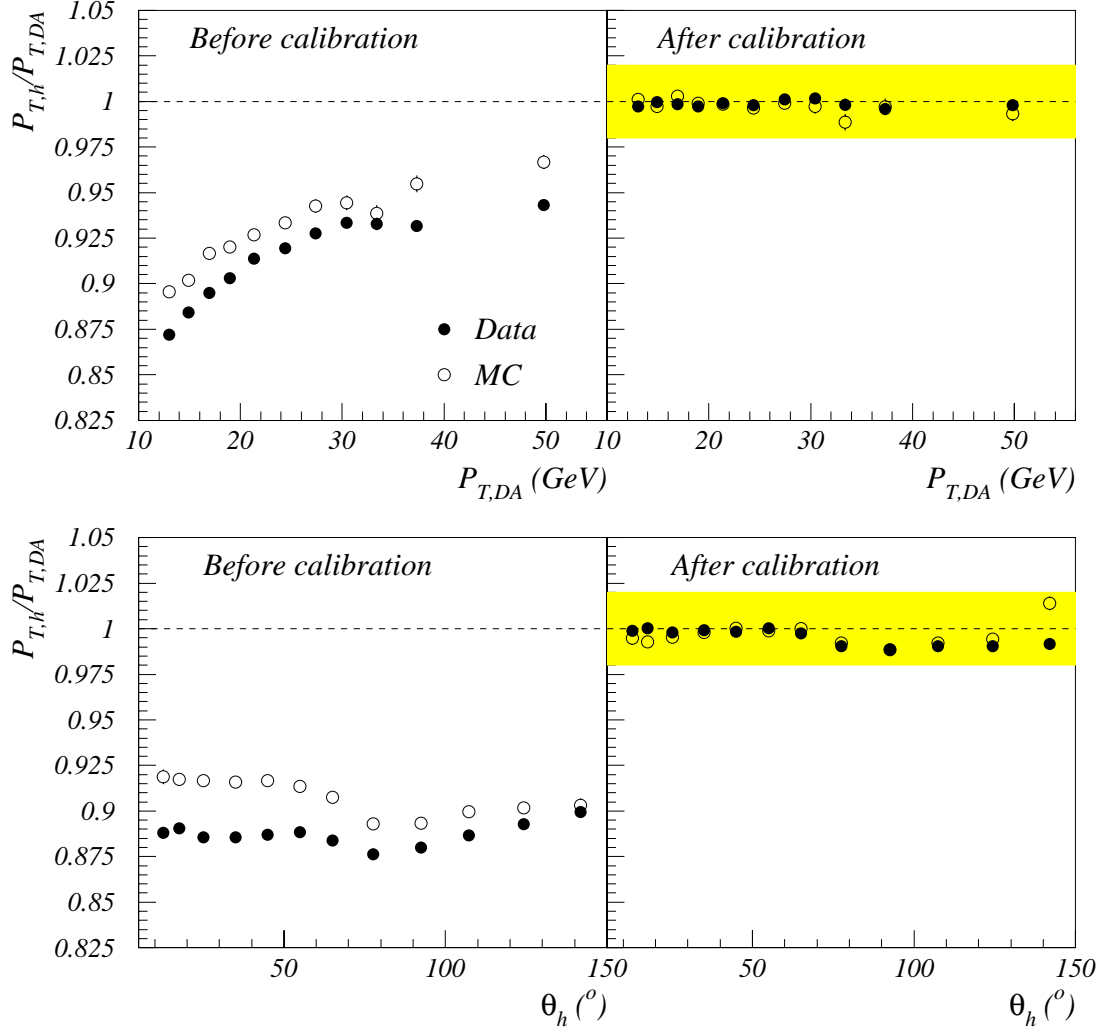 Before calibration
After calibration
P_{T,h}/P_{T,DA}
1.05
1.025
1
0.975
0.95
0.925
0.9
0.875
0.85
0.825
Data
MC
10 20 30 40 50 10 20 30 40 50
P_{T,DA} (GeV) P_{T,DA} (GeV)
Before calibration
After calibration
P_{T,h}/P_{T,DA}
1.05
1.025
1
0.975
0.95
0.925
0.9
0.875
0.85
0.825
50 100 150 50 100 150
θ_h (°) θ_h (°)